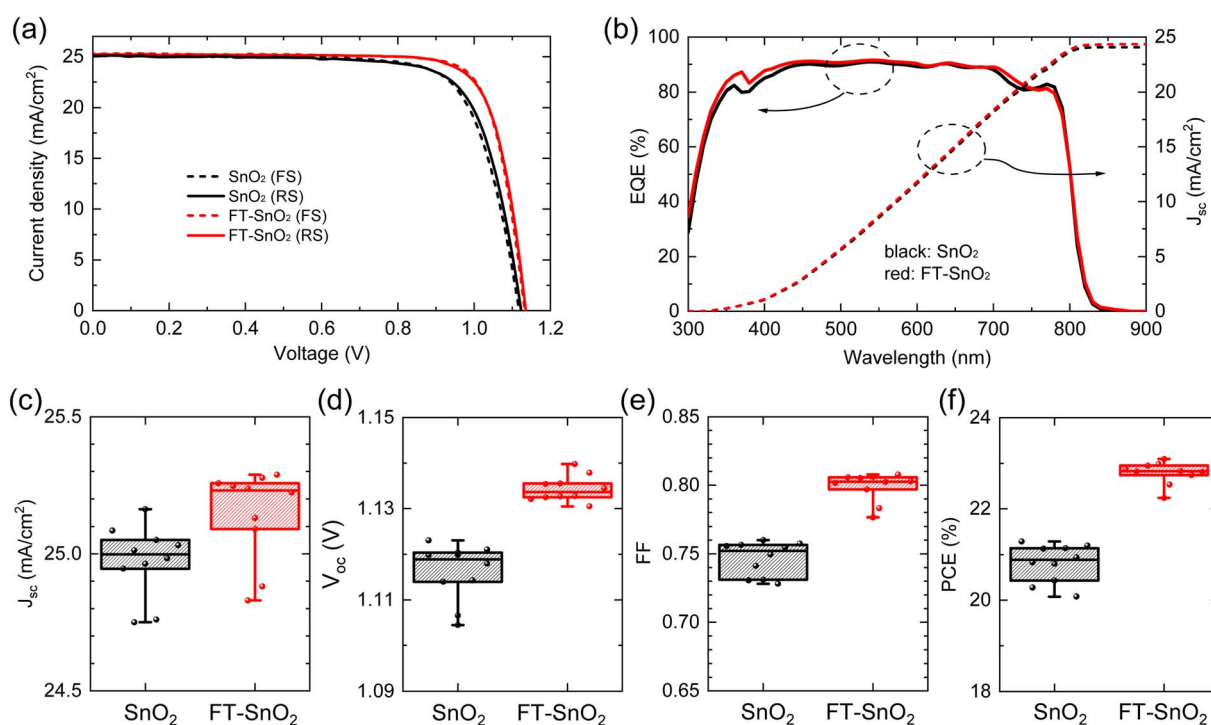 (a)
Current density (mA/cm²)
25
20
15
10
5
0
0.0 0.2 0.4 0.6 0.8 1.0 1.2
Voltage (V)
SnO₂ (FS)
SnO₂ (RS)
FT-SnO₂ (FS)
FT-SnO₂ (RS)
(b)
EQE (%)
100
80
60
40
20
0
300 400 500 600 700 800 900
Wavelength (nm)
25
20
15
10
5
0
Jsc (mA/cm²)
black: SnO₂
red: FT-SnO₂
(c)
Jsc (mA/cm²)
25.5
25.0
24.5
SnO₂ FT-SnO₂
(d)
Voc (V)
1.15
1.13
1.11
1.09
SnO₂ FT-SnO₂
(e)
FF
0.85
0.80
0.75
0.70
0.65
SnO₂ FT-SnO₂
(f)
PCE (%)
24
22
20
18
SnO₂ FT-SnO₂